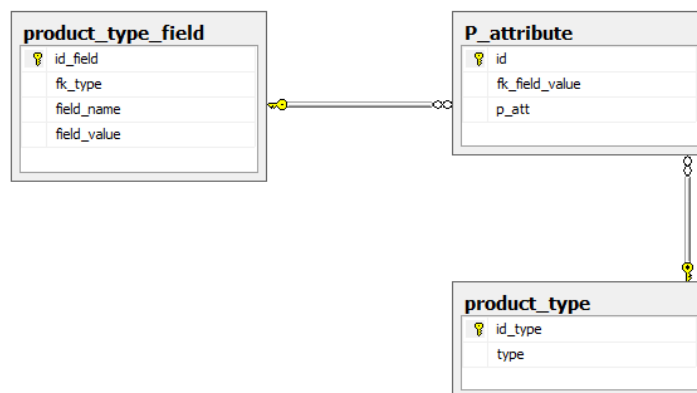 product_type_field
id_field
fk_type
field_name
field_value
P_attribute
id
fk_field_value
p_att
product_type
id_type
type